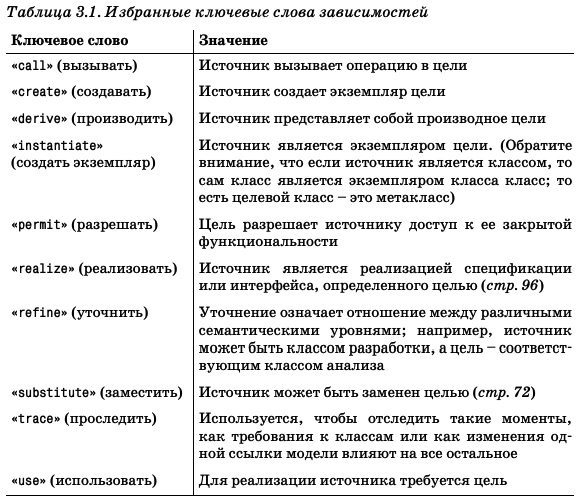 Таблица 3.1. Избранные ключевые слова зависимостей
Ключевое слово Значение
«call» (вызывать) Источник вызывает операцию в цели
«create» (создавать) Источник создает экземпляр цели
«derive» (производить) Источник представляет собой производное цели
«instantiate» Источник является экземпляром цели. (Обратите
(создать экземпляр) внимание, что если источник является классом, то
сам класс является экземпляром класса класс; то
есть целевой класс – это метакласс)
«permit» (разрешать) Цель разрешает источнику доступ к ее закрытой
функциональности
«realize» (реализовать) Источник является реализацией спецификации
или интерфейса, определенного целью (стр. 96)
«refine» (уточнить) Уточнение означает отношение между различными
семантическими уровнями; например, источник
может быть классом разработки, а цель – соответст-
вующим классом анализа
«substitute» (заместить) Источник может быть заменен целью (стр. 72)
«trace» (проследить) Используется, чтобы отследить такие моменты,
как требования к классам или как изменения од-
ной ссылки модели влияют на все остальное
«use» (использовать) Для реализации источника требуется цель